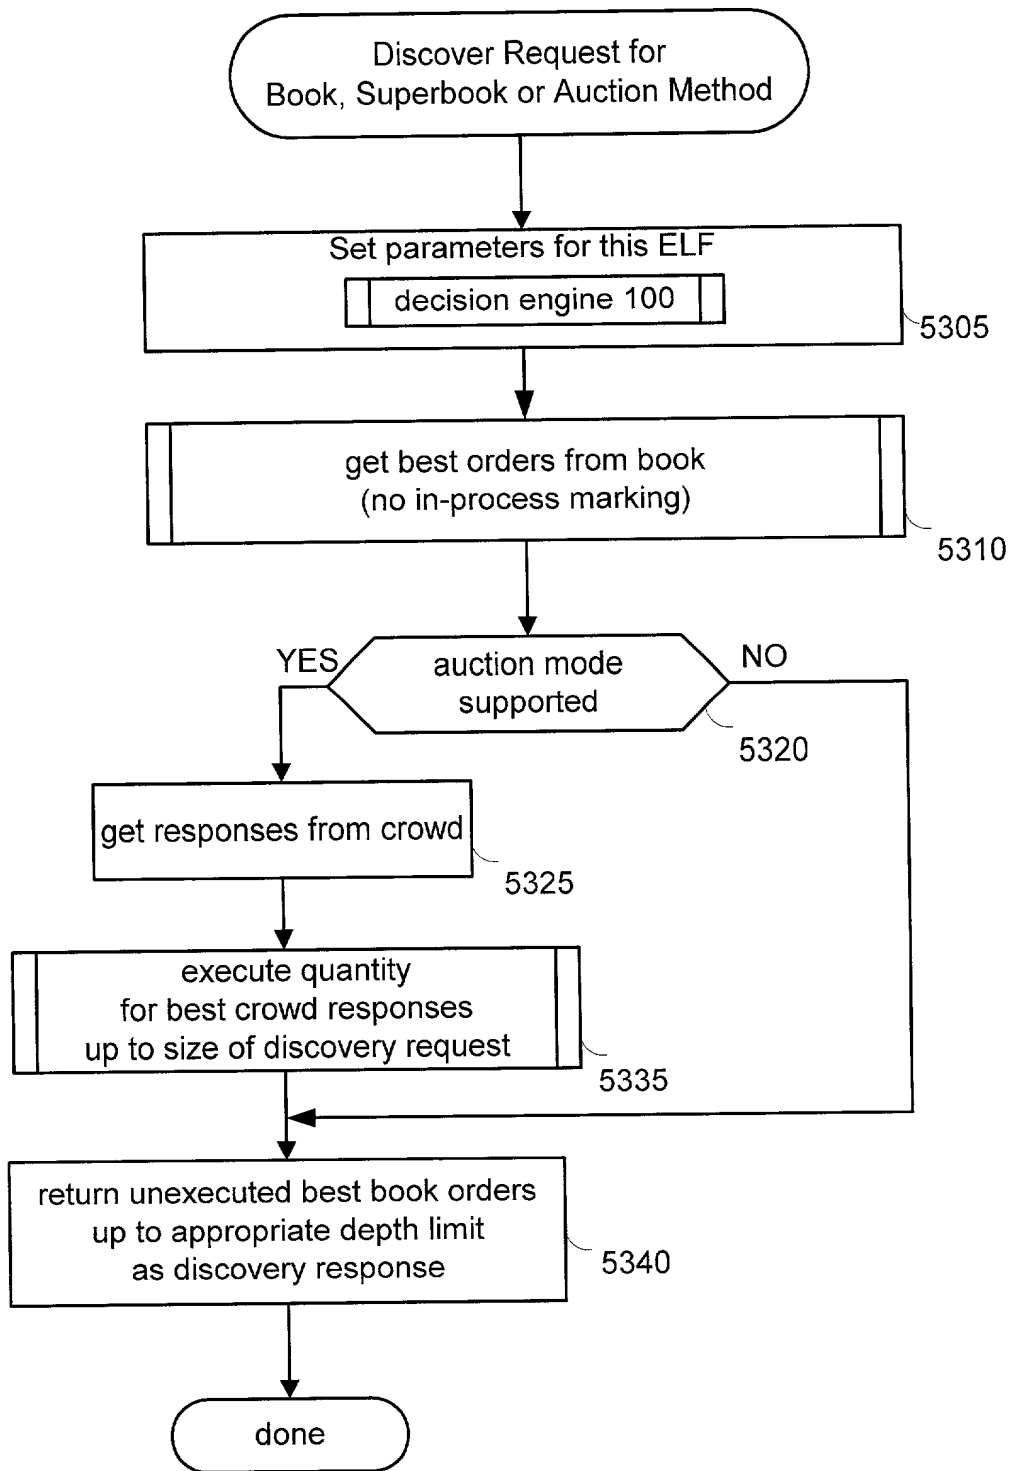 Discover Request for
Book, Superbook or Auction Method
Set parameters for this ELF
decision engine 100
5305
get best orders from book
(no in-process marking)
5310
YES
auction mode
supported
NO
5320
get responses from crowd
5325
execute quantity
for best crowd responses
up to size of discovery request
5335
return unexecuted best book orders
up to appropriate depth limit
as discovery response
5340
done